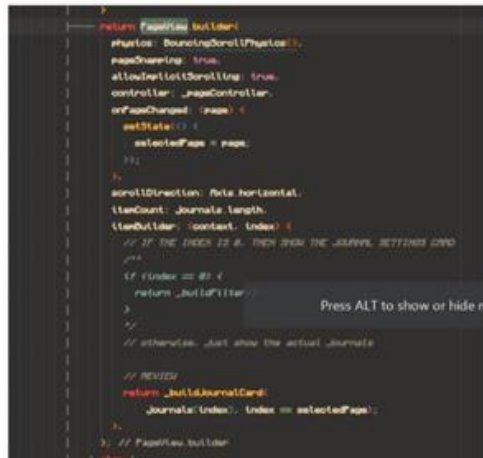 }
return PageView.builder(
physics: BouncingScrollPhysics(),
pageSnapping: true,
allowImplicitScrolling: true,
controller: _pageController,
onPageChanged: (page) {
setState(() {
selectedPage = page;
});
},
scrollDirection: Axis.horizontal,
itemCount: journals.length,
itemBuilder: (context, index) {
// IF THE INDEX IS 0, THEN SHOW THE JOURNAL SETTINGS CARD
/**
if (index == 0) {
return _buildFilter
Press ALT to show or hide
}
*/
// otherwise, just show the actual journals
// REVIEW
return _buildJournalCard(
journals[index], index == selectedPage);
},
); // PageView.builder